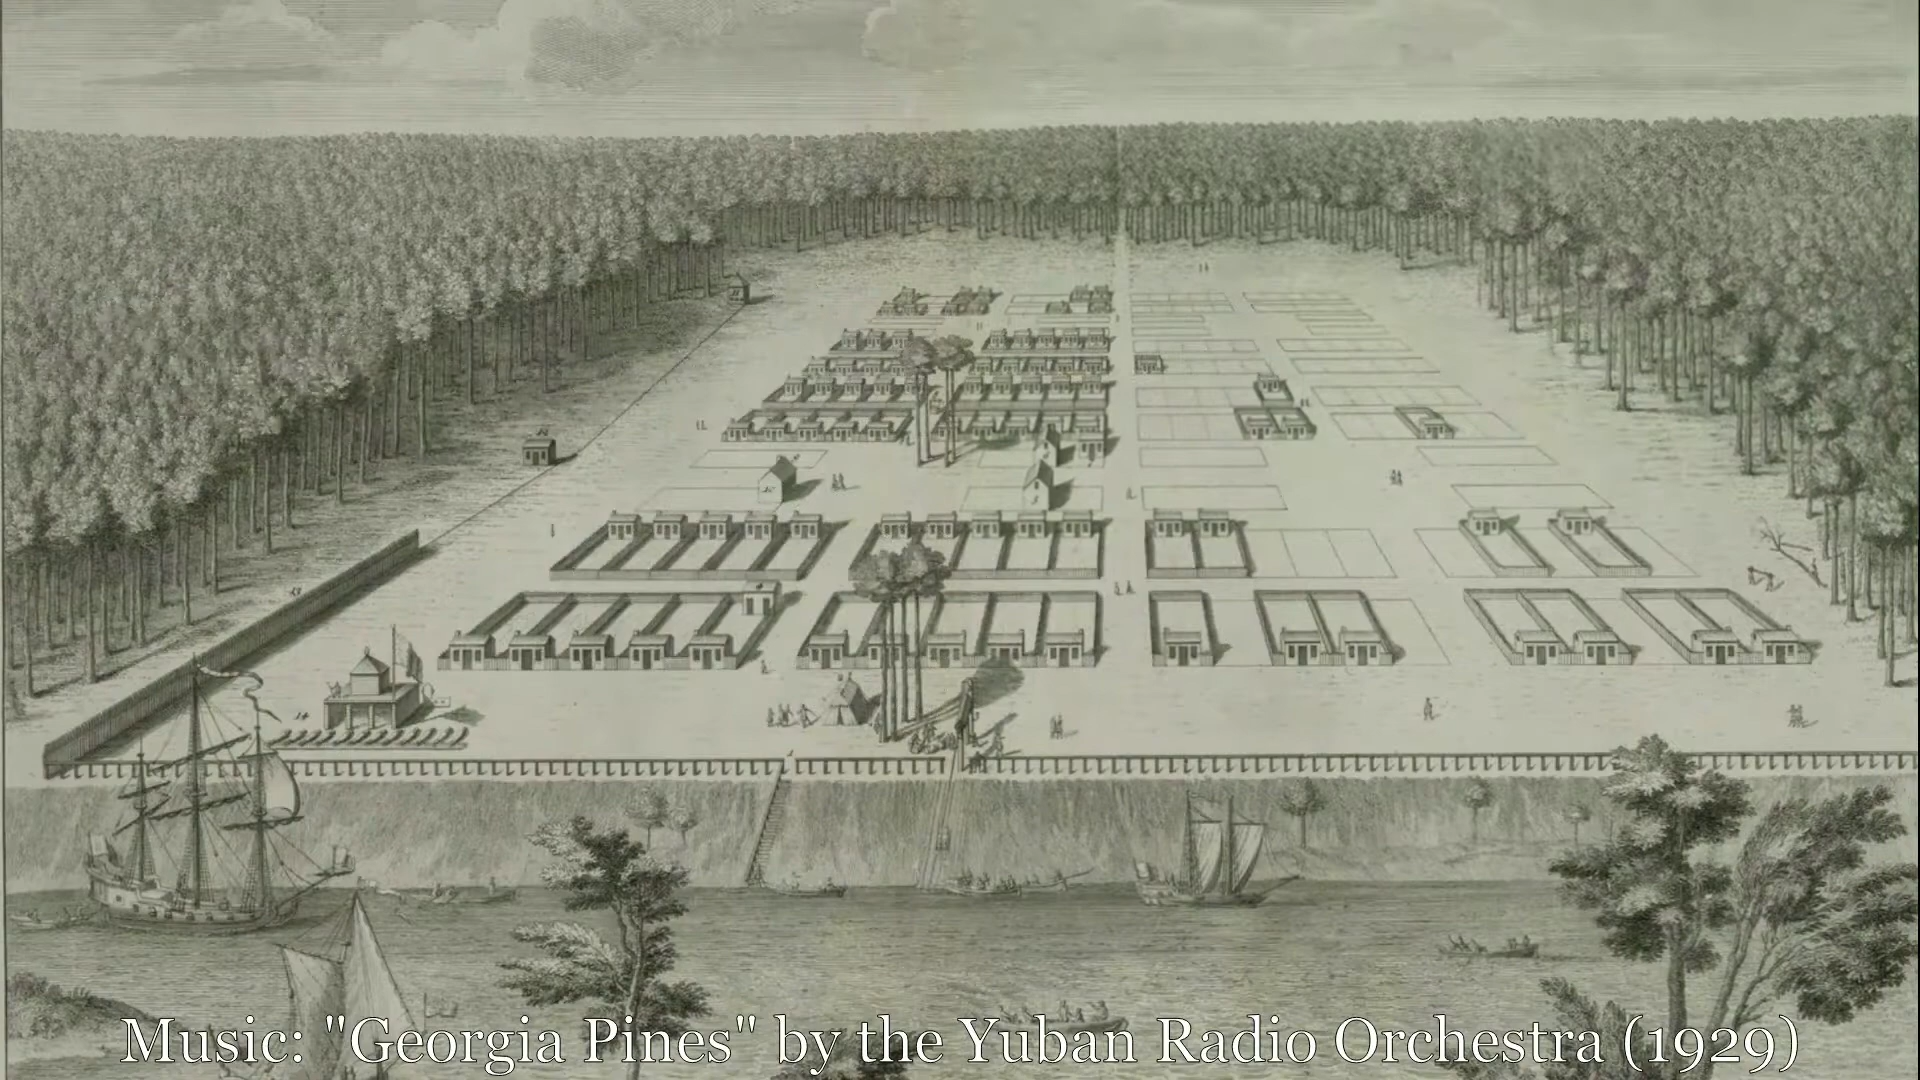 Music: "Georgia Pines" by the Yuban Radio Orchestra (1929)